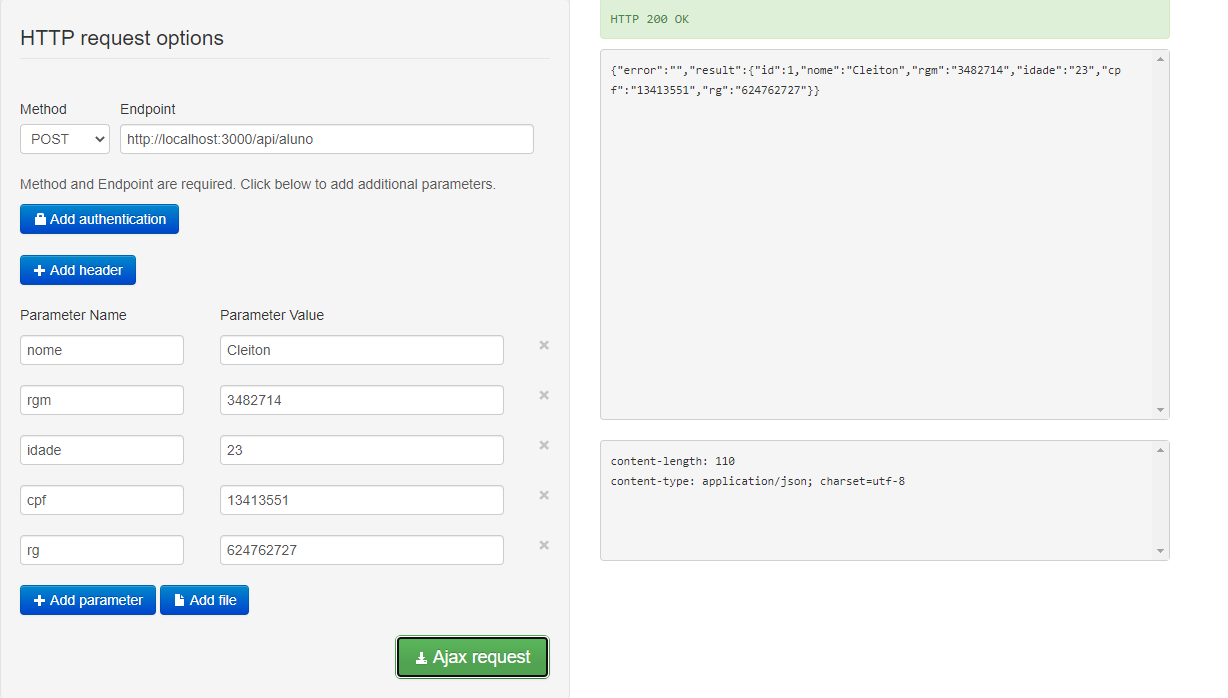 HTTP request options
Method Endpoint
POST http://localhost:3000/api/aluno
Method and Endpoint are required. Click below to add additional parameters.
Add authentication
Add header
Parameter Name Parameter Value
nome Cleiton
rgm 3482714
idade 23
cpf 13413551
rg 624762727
Add parameter Add file
Ajax request
HTTP 200 OK
{"error":"","result":{"id":1,"nome":"Cleiton","rgm":"3482714","idade":"23","cp
f":"13413551","rg":"624762727"}}
content-length: 110
content-type: application/json; charset=utf-8